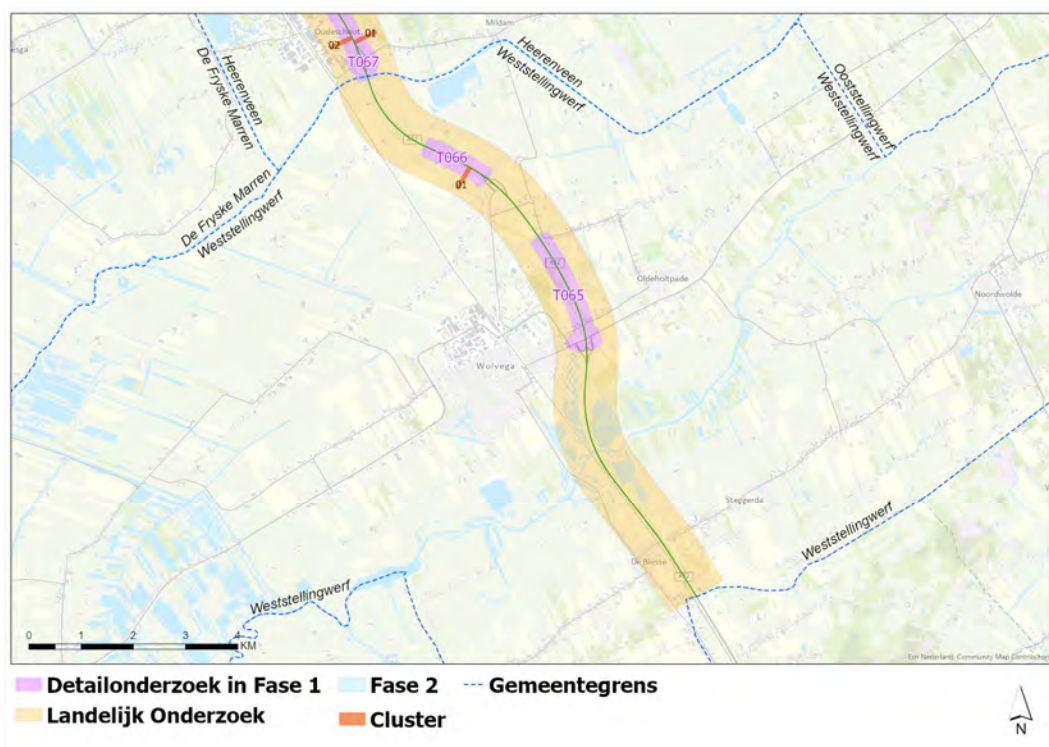 Mildam
Oudeschoot
01
02
T067
Heerenveen
De Fryske Marren
Heerenveen
Weststellingwerf
Ooststellingwerf
Weststellingwerf
T066
01
De Fryske Marren
Weststellingwerf
T065
Oldeholtpade
Noordwolde
Wolvega
Steggerda
Weststellingwerf
De Blesse
Weststellingwerf
0 1 2 3 4
KM
Esri Nederland, Community Map Contributors
Detailonderzoek in Fase 1
Fase 2
Gemeentegrens
Landelijk Onderzoek
Cluster
N